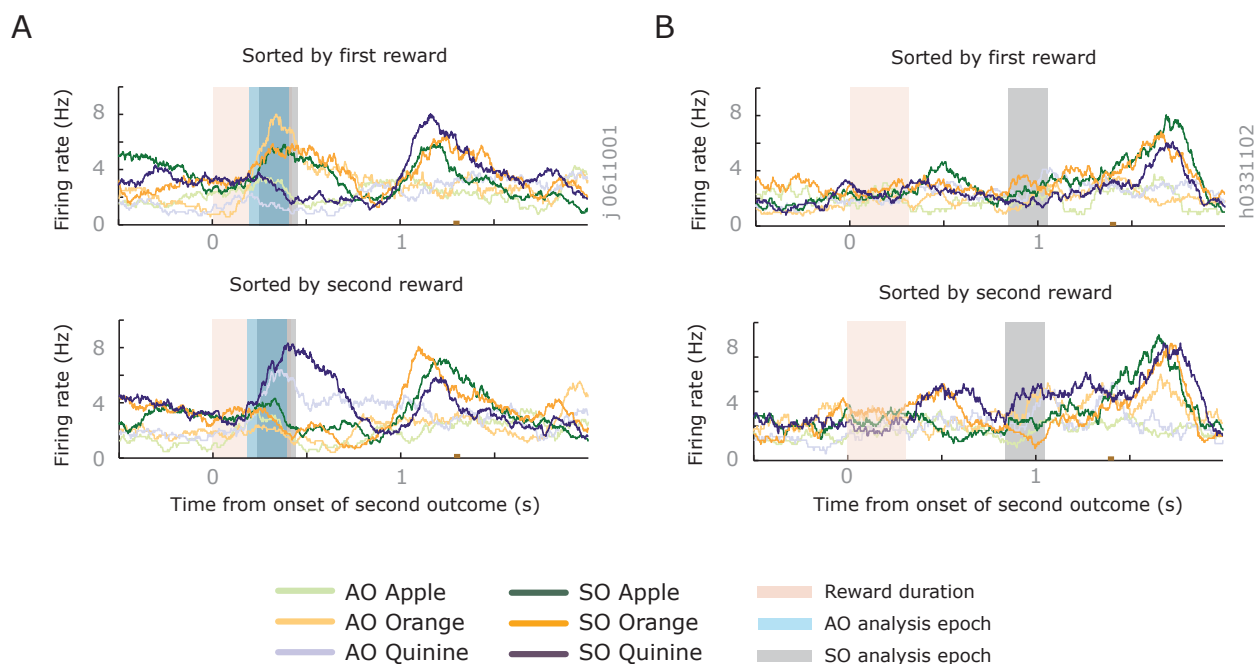 A
Sorted by first reward
Firing rate (Hz)
8
4
0
0
1
j 0611001
Sorted by second reward
Firing rate (Hz)
8
4
0
0
1
Time from onset of second outcome (s)
B
Sorted by first reward
Firing rate (Hz)
8
4
0
0
1
h0331102
Sorted by second reward
Firing rate (Hz)
8
4
0
0
1
Time from onset of second outcome (s)
AO Apple
AO Orange
AO Quinine
SO Apple
SO Orange
SO Quinine
Reward duration
AO analysis epoch
SO analysis epoch